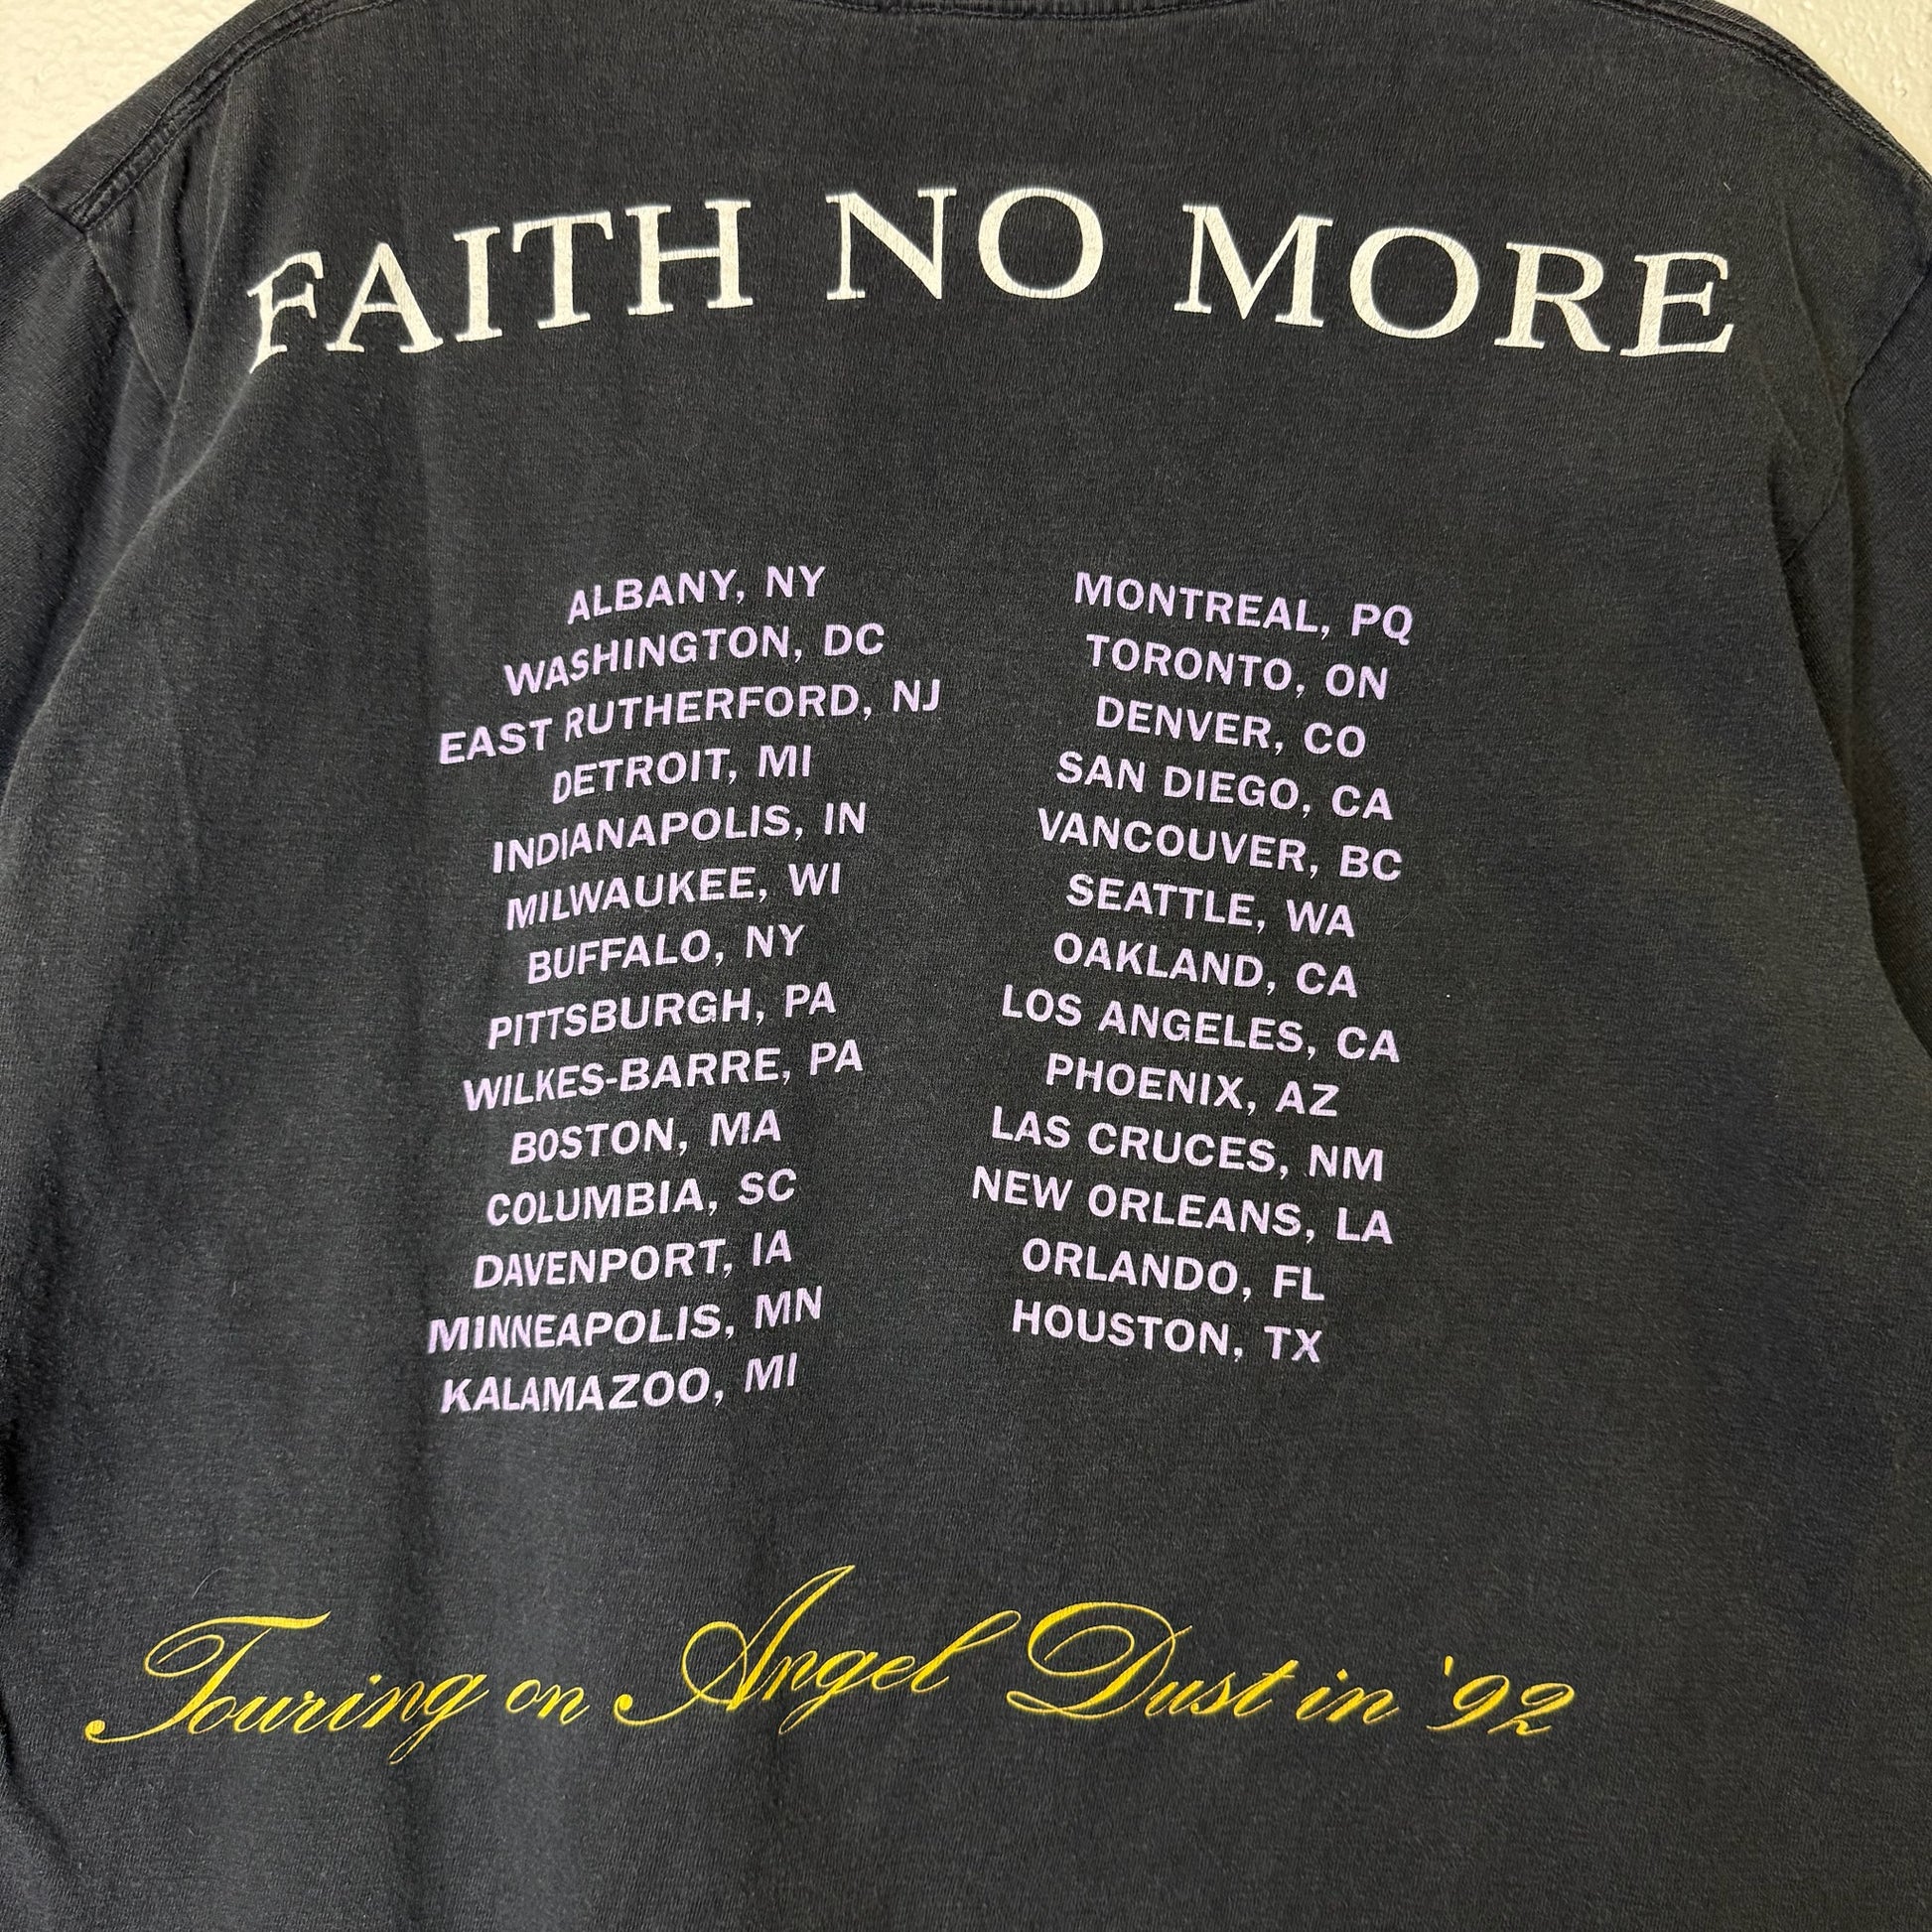 FAITH NO MORE
ALBANY, NY
WASHINGTON, DC
EAST RUTHERFORD, NJ
DETROIT, MI
INDIANAPOLIS, IN
MILWAUKEE, WI
BUFFALO, NY
PITTSBURGH, PA
WILKES-BARRE, PA
BOSTON, MA
COLUMBIA, SC
DAVENPORT, IA
MINNEAPOLIS, MN
KALAMAZOO, MI
MONTREAL, PQ
TORONTO, ON
DENVER, CO
SAN DIEGO, CA
VANCOUVER, BC
SEATTLE, WA
OAKLAND, CA
LOS ANGELES, CA
PHOENIX, AZ
LAS CRUCES, NM
NEW ORLEANS, LA
ORLANDO, FL
HOUSTON, TX
Touring on Angel Dust in '92